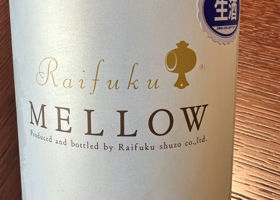 生酒
Raifuku
MELLOW
Produced and bottled by Raifuku shuzo co.,ltd.